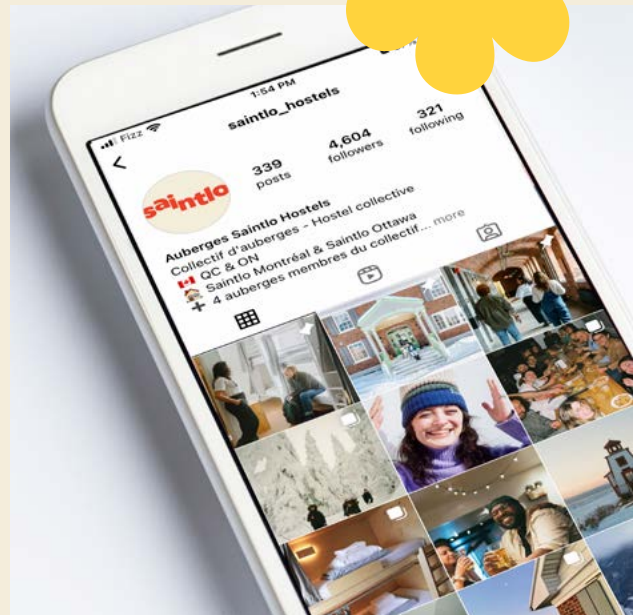 Fizz
1:54 PM
saintlo_hostels
339 posts
4,604 followers
321 following
saintlo
Auberges Saintlo Hostels
Collectif d'auberges - Hostel collective
QC & ON
Saintlo Montréal & Saintlo Ottawa
+ 4 auberges membres du collectif... more